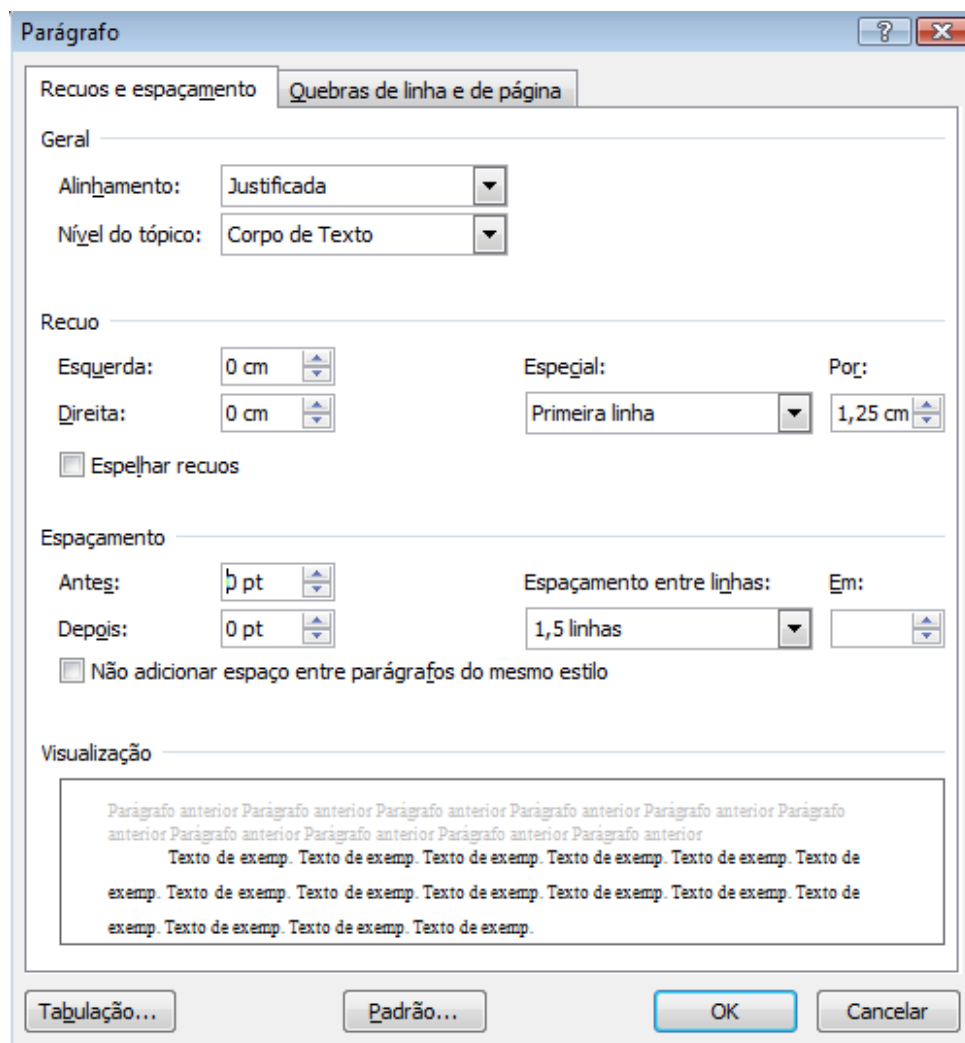 Parágrafo
Recuos e espaçamento Quebras de linha e de página
Geral
Alinhamento: Justificada
Nível do tópico: Corpo de Texto
Recuo
Esquerda: 0 cm Especial: Por:
Direita: 0 cm Primeira linha 1,25 cm
Espelhar recuos
Espaçamento
Antes: 0 pt Espaçamento entre linhas: Em:
Depois: 0 pt 1,5 linhas
Não adicionar espaço entre parágrafos do mesmo estilo
Visualização
Parágrafo anterior Parágrafo anterior Parágrafo anterior Parágrafo anterior Parágrafo anterior Parágrafo
anterior Parágrafo anterior Parágrafo anterior Parágrafo anterior Parágrafo anterior
Texto de exemp. Texto de exemp. Texto de exemp. Texto de exemp. Texto de exemp. Texto de
exemp. Texto de exemp. Texto de exemp. Texto de exemp. Texto de exemp. Texto de exemp. Texto de
exemp. Texto de exemp. Texto de exemp. Texto de exemp.
Tabulação... Padrão... OK Cancelar